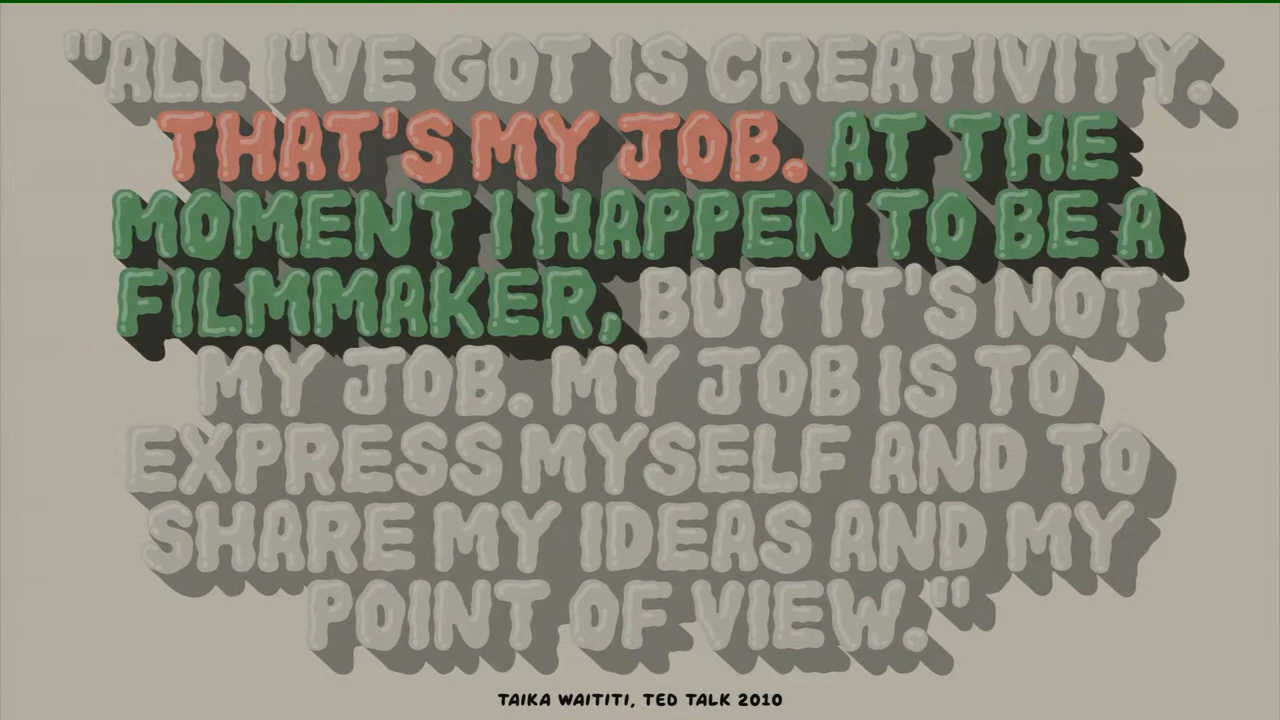 "ALL I'VE GOT IS CREATIVITY.
THAT'S MY JOB. AT THE
MOMENT I HAPPEN TO BE A
FILMMAKER, BUT IT'S NOT
MY JOB. MY JOB IS TO
EXPRESS MYSELF AND TO
SHARE MY IDEAS AND MY
POINT OF VIEW."
TAIKA WAITITI, TED TALK 2010